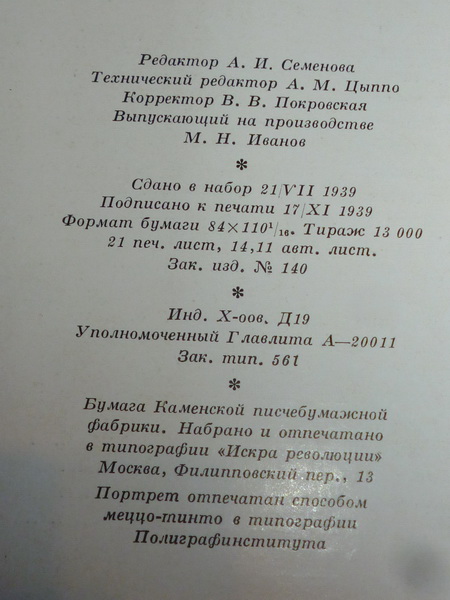 Редактор А. И. Семенова
Технический редактор А. М. Цыппо
Корректор В. В. Покровская
Выпускающий на производстве
М. Н. Иванов
*
Сдано в набор 21/VII 1939
Подписано к печати 17/XI 1939
Формат бумаги 84×110¹/₁₆. Тираж 13 000
21 печ. лист, 14,11 авт. лист.
Зак. изд. № 140
*
Инд. Х-оов. Д19
Уполномоченный Главлита А—20011
Зак. тип. 561
*
Бумага Каменской писчебумажной
фабрики. Набрано и отпечатано
в типографии «Искра революции»
Москва, Филипповский пер., 13
Портрет отпечатан способом
меццо-тинто в типографии
Полиграфинститута